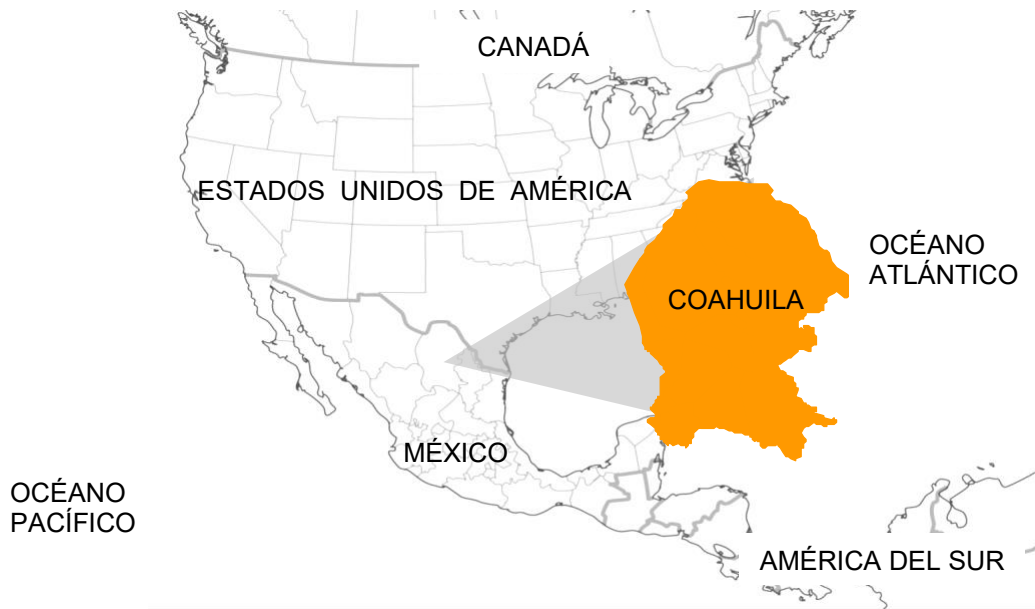 CANADÁ
ESTADOS UNIDOS DE AMÉRICA
OCÉANO
ATLÁNTICO
COAHUILA
MÉXICO
OCÉANO
PACÍFICO
AMÉRICA DEL SUR